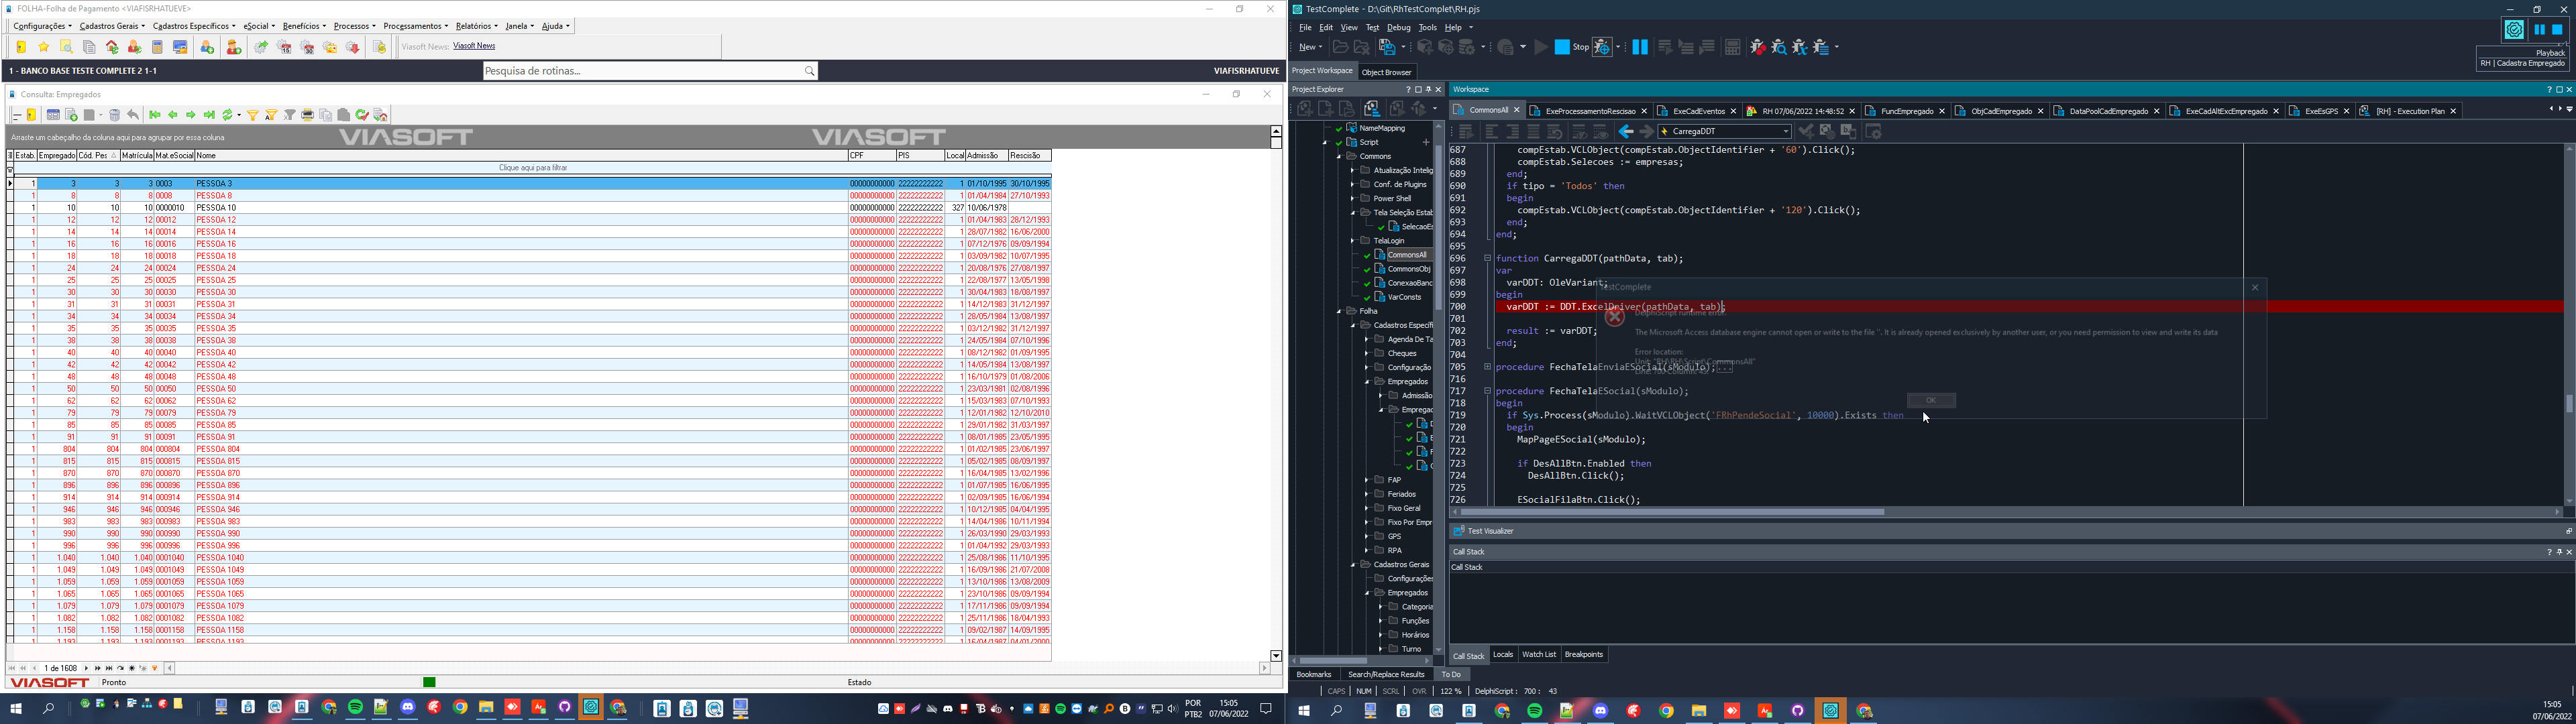 FOLHA-Folha de Pagamento <VIAFISRHATUEVE>
Configurações Cadastros Gerais Cadastros Específicos eSocial Benefícios Processos Processamentos Relatórios Janela Ajuda
Viasoft News: Viasoft News
1 - BANCO BASE TESTE COMPLETE 2 1-1
Pesquisa de rotinas...
VIAFISRHATUEVE
Consulta: Empregados
Arraste um cabeçalho da coluna aqui para agrupar por essa coluna
VIASOFT VIASOFT
Estab. Empregado Cód. Pes Matrícula Mat.eSocial Nome CPF PIS Local Admissão Rescisão
Clique aqui para filtrar
1 3 3 3 0003 PESSOA 3 00000000000 22222222222 1 01/10/1995 30/10/1995
1 8 8 8 0008 PESSOA 8 00000000000 22222222222 1 01/04/1984 27/10/1993
1 10 10 10 0000010 PESSOA 10 00000000000 22222222222 327 10/06/1978
1 12 12 12 00012 PESSOA 12 00000000000 22222222222 1 01/04/1983 28/12/1993
1 14 14 14 00014 PESSOA 14 00000000000 22222222222 1 28/07/1982 16/06/2000
1 16 16 16 00016 PESSOA 16 00000000000 22222222222 1 07/12/1976 09/09/1994
1 18 18 18 00018 PESSOA 18 00000000000 22222222222 1 03/09/1982 10/07/1995
1 24 24 24 00024 PESSOA 24 00000000000 22222222222 1 20/08/1976 27/08/1997
1 25 25 25 00025 PESSOA 25 00000000000 22222222222 1 22/08/1977 13/05/1998
1 30 30 30 00030 PESSOA 30 00000000000 22222222222 1 30/04/1983 18/08/1997
1 31 31 31 00031 PESSOA 31 00000000000 22222222222 1 14/12/1983 31/12/1997
1 34 34 34 00034 PESSOA 34 00000000000 22222222222 1 28/05/1984 13/08/1997
1 35 35 35 00035 PESSOA 35 00000000000 22222222222 1 03/12/1982 31/12/1997
1 38 38 38 00038 PESSOA 38 00000000000 22222222222 1 24/05/1984 07/10/1996
1 40 40 40 00040 PESSOA 40 00000000000 22222222222 1 08/12/1982 01/09/1995
1 42 42 42 00042 PESSOA 42 00000000000 22222222222 1 14/05/1984 13/08/1997
1 48 48 48 00048 PESSOA 48 00000000000 22222222222 1 16/10/1979 01/08/2006
1 50 50 50 00050 PESSOA 50 00000000000 22222222222 1 23/03/1981 02/08/1996
1 62 62 62 00062 PESSOA 62 00000000000 22222222222 1 15/03/1983 07/10/1993
1 79 79 79 00079 PESSOA 79 00000000000 22222222222 1 12/01/1982 12/10/2010
1 85 85 85 00085 PESSOA 85 00000000000 22222222222 1 29/01/1982 31/03/1997
1 91 91 91 00091 PESSOA 91 00000000000 22222222222 1 08/01/1985 23/05/1995
1 804 804 804 000804 PESSOA 804 00000000000 22222222222 1 01/02/1985 23/06/1997
1 815 815 815 000815 PESSOA 815 00000000000 22222222222 1 05/02/1985 08/09/1997
1 870 870 870 000870 PESSOA 870 00000000000 22222222222 1 16/04/1985 13/02/1996
1 896 896 896 000896 PESSOA 896 00000000000 22222222222 1 01/07/1985 16/06/1995
1 914 914 914 000914 PESSOA 914 00000000000 22222222222 1 02/09/1985 16/06/1994
1 946 946 946 000946 PESSOA 946 00000000000 22222222222 1 10/12/1985 04/04/1995
1 983 983 983 000983 PESSOA 983 00000000000 22222222222 1 14/04/1986 10/11/1994
1 990 990 990 000990 PESSOA 990 00000000000 22222222222 1 26/03/1990 29/03/1993
1 996 996 996 000996 PESSOA 996 00000000000 22222222222 1 01/04/1992 29/03/1993
1 1.040 1.040 1.040 0001040 PESSOA 1040 00000000000 22222222222 1 25/08/1986 11/10/1995
1 1.049 1.049 1.049 0001049 PESSOA 1049 00000000000 22222222222 1 16/09/1986 21/07/2008
1 1.059 1.059 1.059 0001059 PESSOA 1059 00000000000 22222222222 1 13/10/1986 13/08/2009
1 1.065 1.065 1.065 0001065 PESSOA 1065 00000000000 22222222222 1 23/10/1986 09/09/1994
1 1.079 1.079 1.079 0001079 PESSOA 1079 00000000000 22222222222 1 17/11/1986 09/09/1994
1 1.082 1.082 1.082 0001082 PESSOA 1082 00000000000 22222222222 1 25/11/1986 18/04/1993
1 1.158 1.158 1.158 0001158 PESSOA 1158 00000000000 22222222222 1 09/02/1987 14/09/1995
1 1.193 1.193 1.193 0001193 PESSOA 1193 00000000000 22222222222 1 16/04/1987 04/01/2000
1 de 1608
VIASOFT Pronto Estado
POR
PTB2
15:05
07/06/2022
TestComplete - D:\Git\RhTestComplet\RH.pjs
File Edit View Test Debug Tools Help
New Stop
Playback
RH | Cadastra Empregado
Project Workspace Object Browser
Project Explorer
NameMapping
Script
Commons
Atualização Intelig
Conf. de Plugins
Power Shell
Tela Seleção Estab
SelecaoEs
TelaLogin
CommonsAll
CommonsObj
ConexaoBanc
VarConsts
Folha
Cadastros Específi
Agenda De Ta
Cheques
Configuração
Empregados
Admissão
Empregad
FAP
Feriados
Fixo Geral
Fixo Por Empr
GPS
RPA
Cadastros Gerais
Configurações
Empregados
Categoria
Funções
Horários
Turno
Bookmarks Search/Replace Results To Do
Workspace
CommonsAll ExeProcessamentoRescisao ExeCadEventos RH 07/06/2022 14:48:52 FuncEmpregado ObjCadEmpregado DataPoolCadEmpregado ExeCadAltExcEmpregado ExeEsGPS [RH] - Execution Plan
CarregaDDT
687 compEstab.VCLObject(compEstab.ObjectIdentifier + '60').Click();
688 compEstab.Selecoes := empresas;
689 end;
690 if tipo = 'Todos' then
691 begin
692 compEstab.VCLObject(compEstab.ObjectIdentifier + '120').Click();
693 end;
694 end;
695
696 function CarregaDDT(pathData, tab);
697 var
698 varDDT: OleVariant;
699 begin
700 varDDT := DDT.ExcelDriver(pathData, tab);
701
702 result := varDDT;
703 end;
704
705 procedure FechaTelaEnviaESocial(sModulo);...
716
717 procedure FechaTelaESocial(sModulo);
718 begin
719 if Sys.Process(sModulo).WaitVCLObject('FRhPendeSocial', 10000).Exists then
720 begin
721 MapPageESocial(sModulo);
722
723 if DesAllBtn.Enabled then
724 DesAllBtn.Click();
725
726 ESocialFilaBtn.Click();
TestComplete
DelphiScript runtime error.
The Microsoft Access database engine cannot open or write to the file ''. It is already opened exclusively by another user, or you need permission to view and write its data
Error location:
Unit: "RH\RH\Script\CommonsAll"
OK
Test Visualizer
Call Stack
Call Stack
Call Stack Locals Watch List Breakpoints
CAPS NUM SCRL OVR 122 % DelphiScript : 700 : 43
15:05
07/06/2022